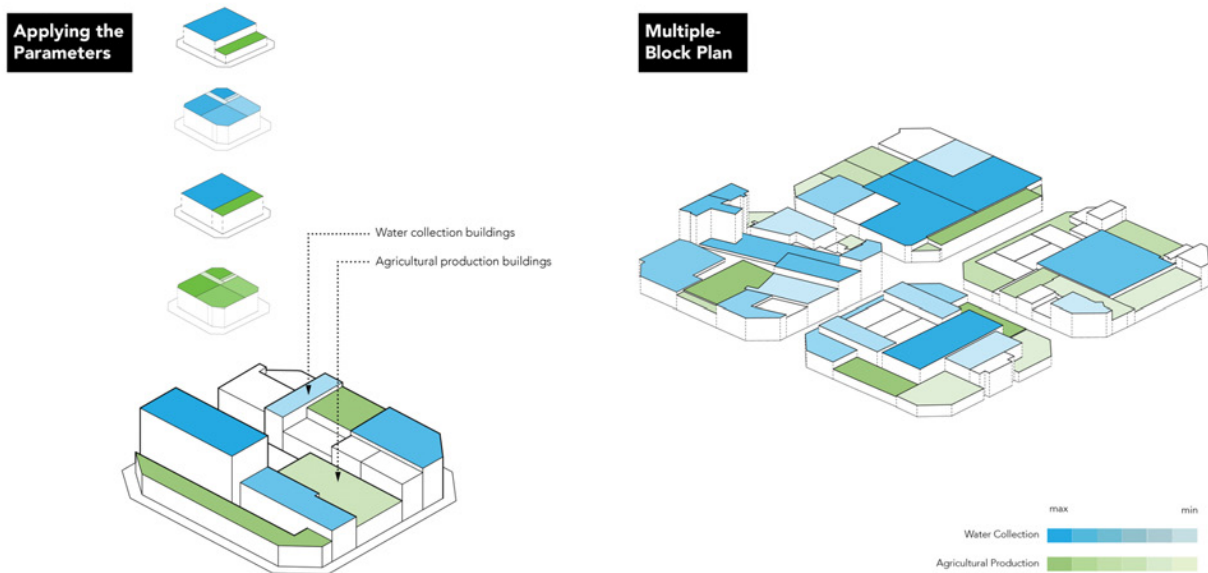 Applying the
Parameters
Water collection buildings
Agricultural production buildings
Multiple-
Block Plan
max
min
Water Collection
Agricultural Production